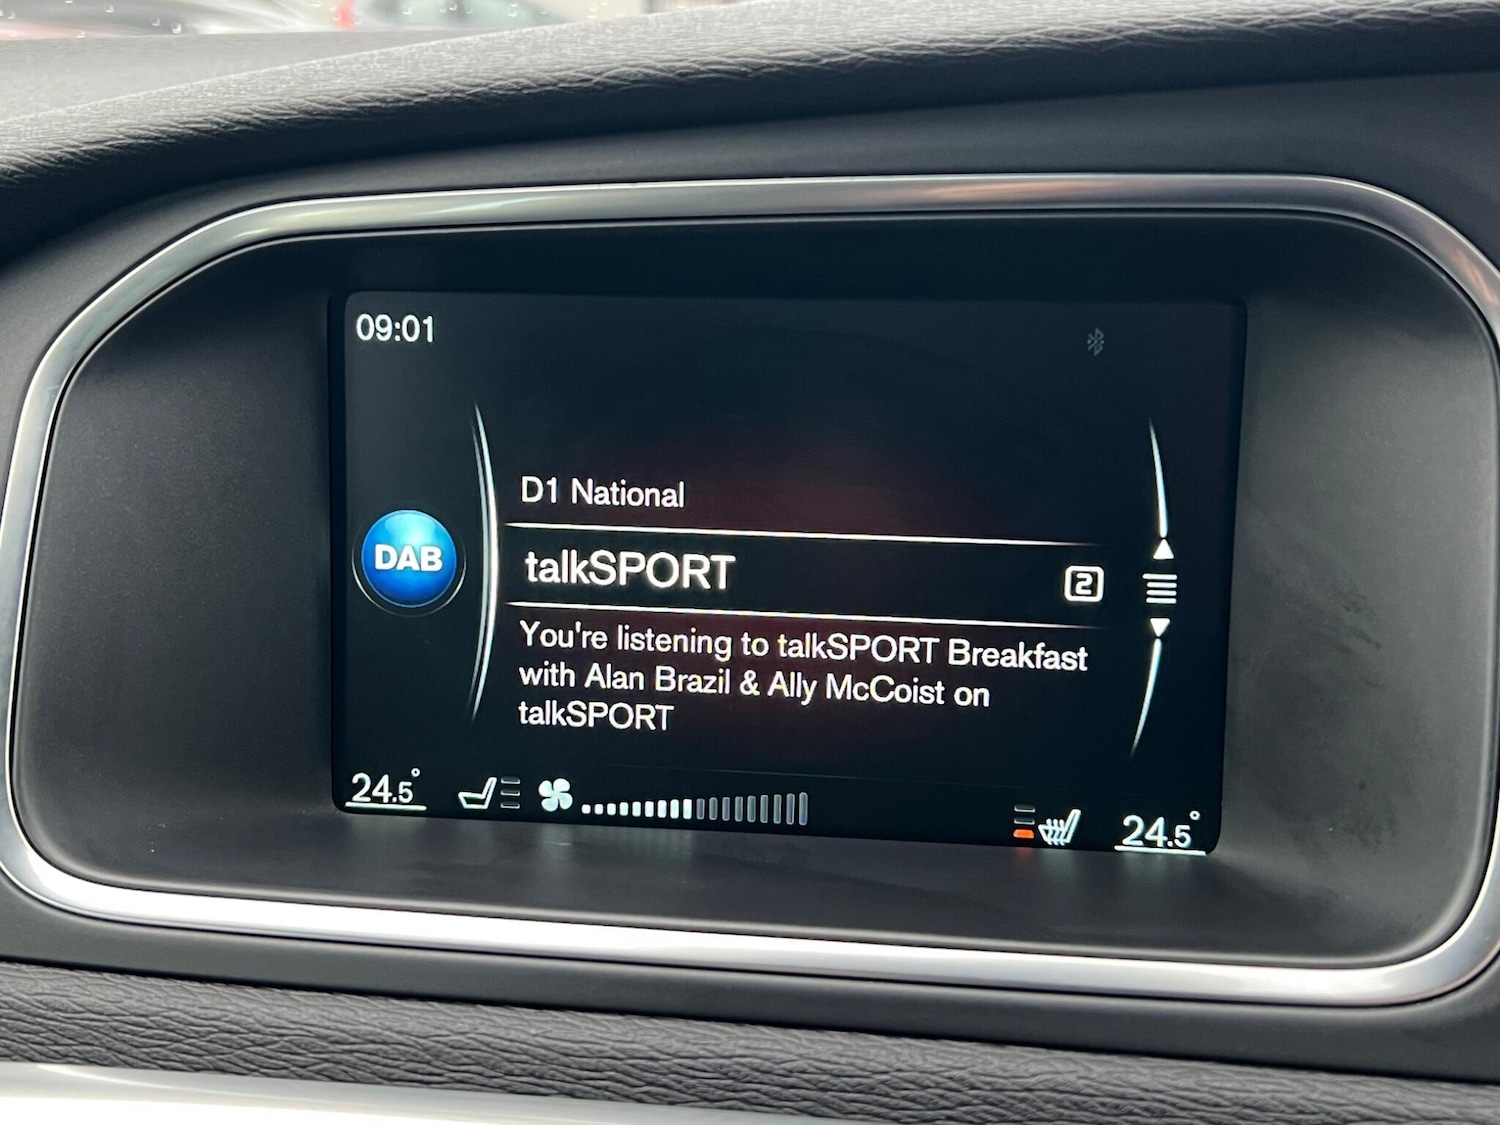 09:01
D1 National
DAB
talkSPORT
2
You're listening to talkSPORT Breakfast
with Alan Brazil & Ally McCoist on
talkSPORT
24.5°
24.5°